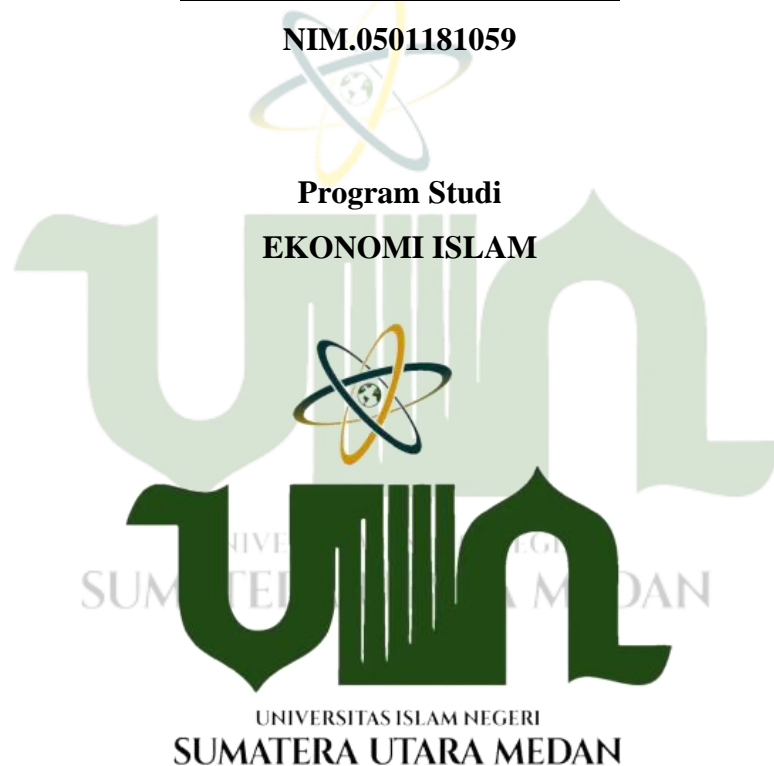 NIM.0501181059
Program Studi
EKONOMI ISLAM
UNIVERSITAS ISLAM NEGERI
SUMATERA UTARA MEDAN